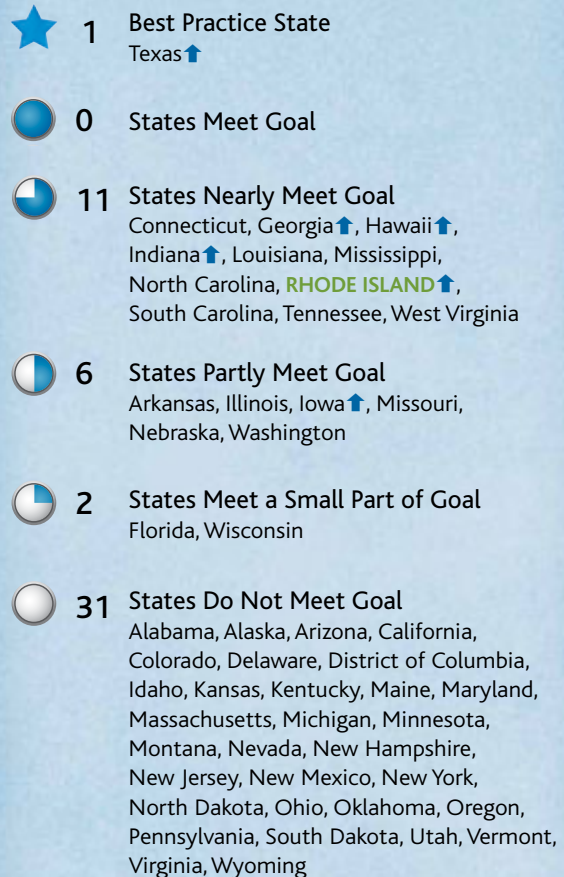 1 Best Practice State
Texas⬆
0 States Meet Goal
11 States Nearly Meet Goal
Connecticut, Georgia⬆, Hawaii⬆,
Indiana⬆, Louisiana, Mississippi,
North Carolina, RHODE ISLAND⬆,
South Carolina, Tennessee, West Virginia
6 States Partly Meet Goal
Arkansas, Illinois, Iowa⬆, Missouri,
Nebraska, Washington
2 States Meet a Small Part of Goal
Florida, Wisconsin
31 States Do Not Meet Goal
Alabama, Alaska, Arizona, California,
Colorado, Delaware, District of Columbia,
Idaho, Kansas, Kentucky, Maine, Maryland,
Massachusetts, Michigan, Minnesota,
Montana, Nevada, New Hampshire,
New Jersey, New Mexico, New York,
North Dakota, Ohio, Oklahoma, Oregon,
Pennsylvania, South Dakota, Utah, Vermont,
Virginia, Wyoming